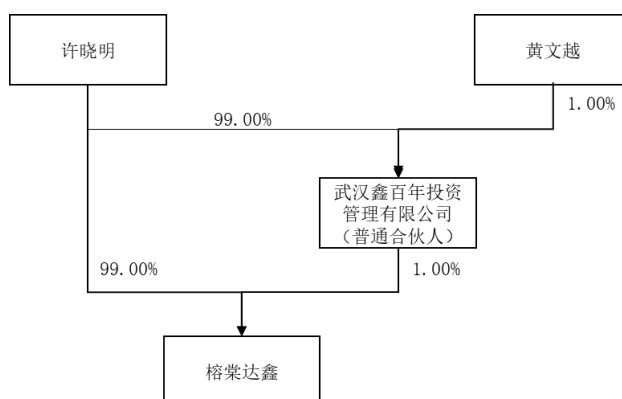 许晓明
黄文越
1.00%
99.00%
武汉鑫百年投资
管理有限公司
（普通合伙人）
99.00%
1.00%
榕棠达鑫